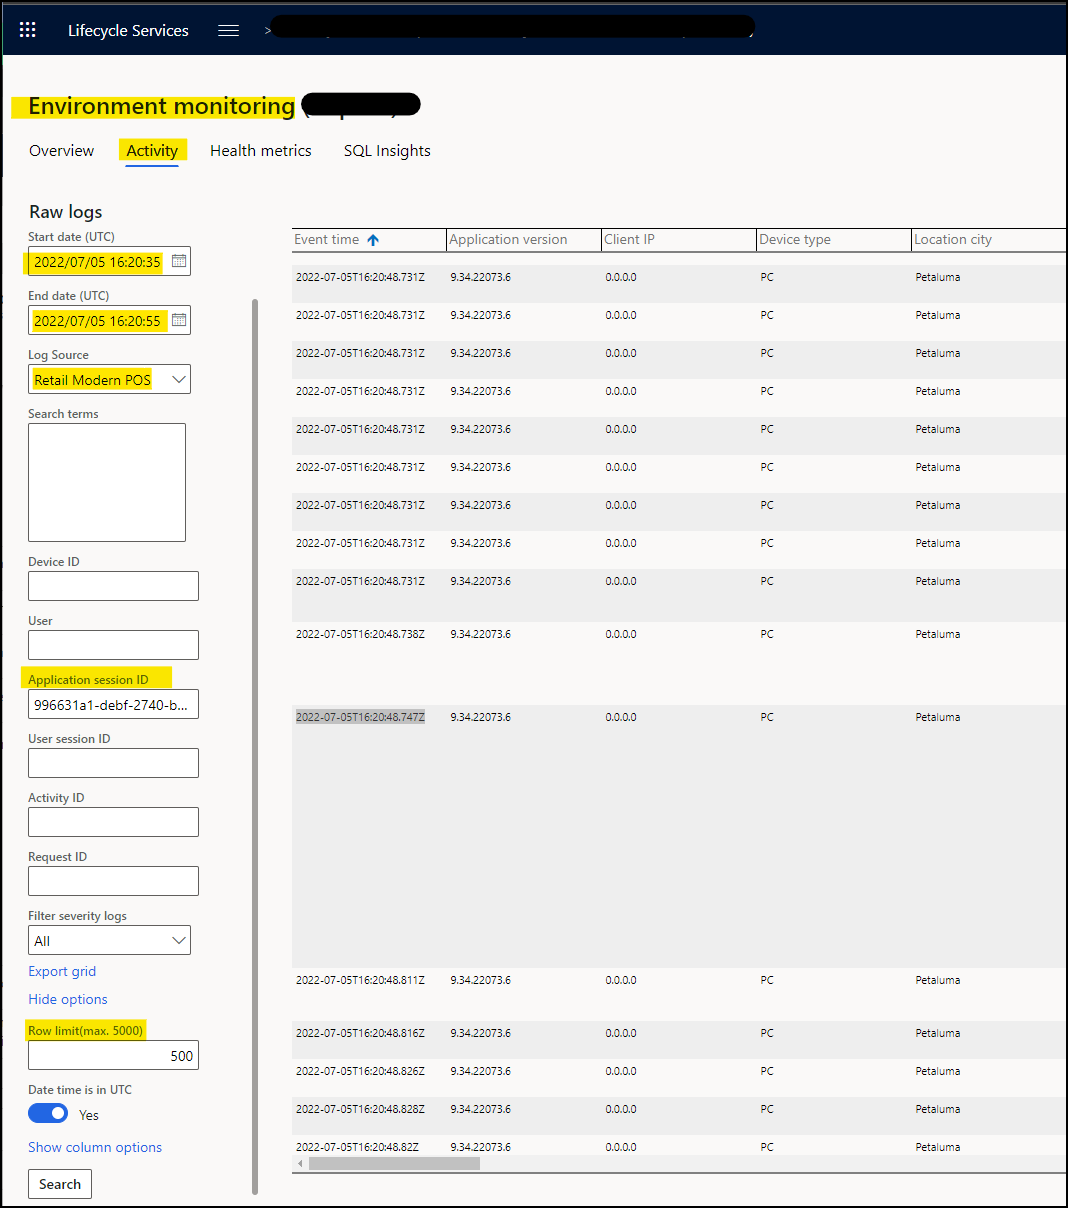 Lifecycle Services
>
Environment monitoring
Overview Activity Health metrics SQL Insights
Raw logs
Start date (UTC)
2022/07/05 16:20:35
End date (UTC)
2022/07/05 16:20:55
Log Source
Retail Modern POS
Search terms
Device ID
User
Application session ID
996631a1-debf-2740-b...
User session ID
Activity ID
Request ID
Filter severity logs
All
Export grid
Hide options
Row limit(max. 5000)
500
Date time is in UTC
Yes
Show column options
Search
Event time Application version Client IP Device type Location city
2022-07-05T16:20:48.731Z 9.34.22073.6 0.0.0.0 PC Petaluma
2022-07-05T16:20:48.731Z 9.34.22073.6 0.0.0.0 PC Petaluma
2022-07-05T16:20:48.731Z 9.34.22073.6 0.0.0.0 PC Petaluma
2022-07-05T16:20:48.731Z 9.34.22073.6 0.0.0.0 PC Petaluma
2022-07-05T16:20:48.731Z 9.34.22073.6 0.0.0.0 PC Petaluma
2022-07-05T16:20:48.731Z 9.34.22073.6 0.0.0.0 PC Petaluma
2022-07-05T16:20:48.731Z 9.34.22073.6 0.0.0.0 PC Petaluma
2022-07-05T16:20:48.731Z 9.34.22073.6 0.0.0.0 PC Petaluma
2022-07-05T16:20:48.731Z 9.34.22073.6 0.0.0.0 PC Petaluma
2022-07-05T16:20:48.738Z 9.34.22073.6 0.0.0.0 PC Petaluma
2022-07-05T16:20:48.747Z 9.34.22073.6 0.0.0.0 PC Petaluma
2022-07-05T16:20:48.811Z 9.34.22073.6 0.0.0.0 PC Petaluma
2022-07-05T16:20:48.816Z 9.34.22073.6 0.0.0.0 PC Petaluma
2022-07-05T16:20:48.826Z 9.34.22073.6 0.0.0.0 PC Petaluma
2022-07-05T16:20:48.828Z 9.34.22073.6 0.0.0.0 PC Petaluma
2022-07-05T16:20:48.82Z 9.34.22073.6 0.0.0.0 PC Petaluma